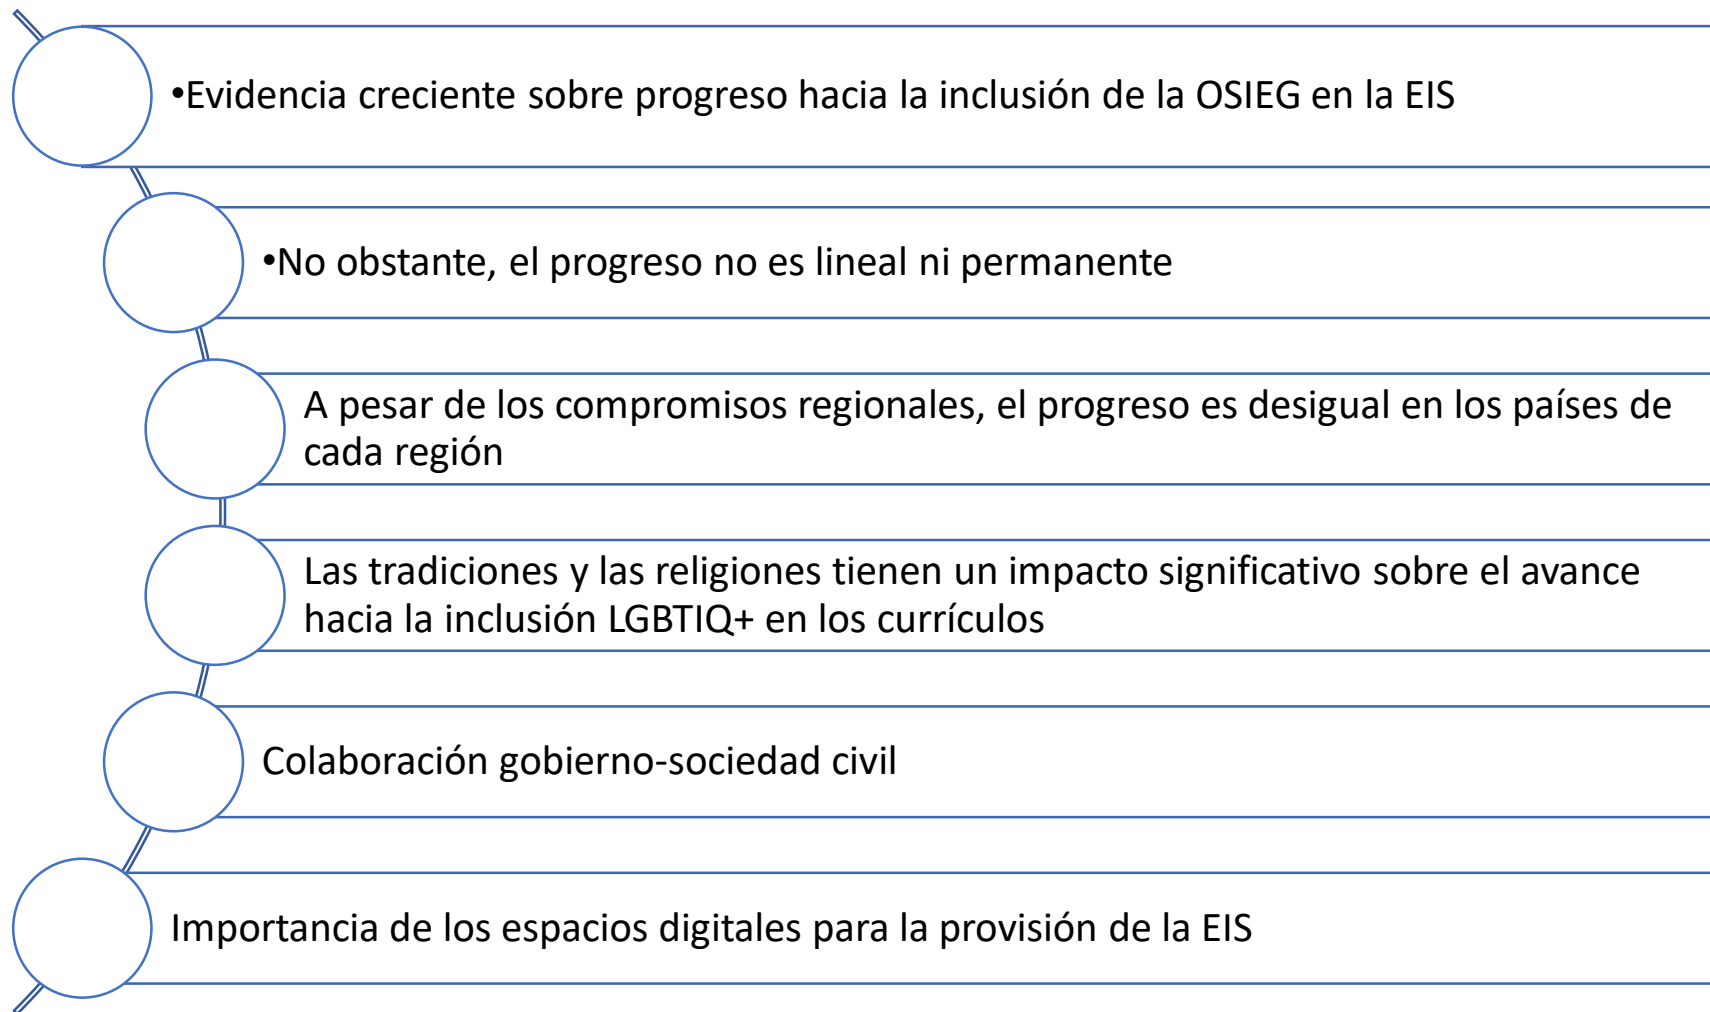 •Evidencia creciente sobre progreso hacia la inclusión de la OSIEG en la EIS
•No obstante, el progreso no es lineal ni permanente
A pesar de los compromisos regionales, el progreso es desigual en los países de
cada región
Las tradiciones y las religiones tienen un impacto significativo sobre el avance
hacia la inclusión LGBTIQ+ en los currículos
Colaboración gobierno-sociedad civil
Importancia de los espacios digitales para la provisión de la EIS